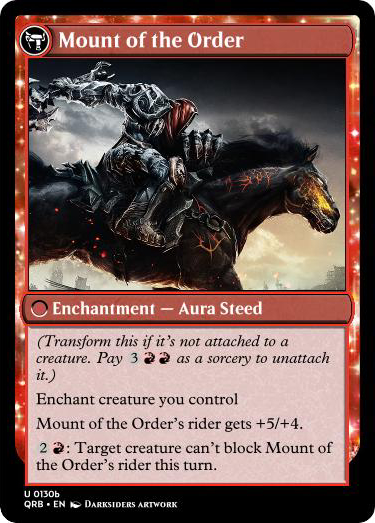 Mount of the Order
Enchantment — Aura Steed
(Transform this if it's not attached to a
creature. Pay 3 R R as a sorcery to unattach
it.)
Enchant creature you control
Mount of the Order's rider gets +5/+4.
2 R: Target creature can't block Mount of
the Order's rider this turn.
U 0130b
QRB • EN DARKSIDERS ARTWORK